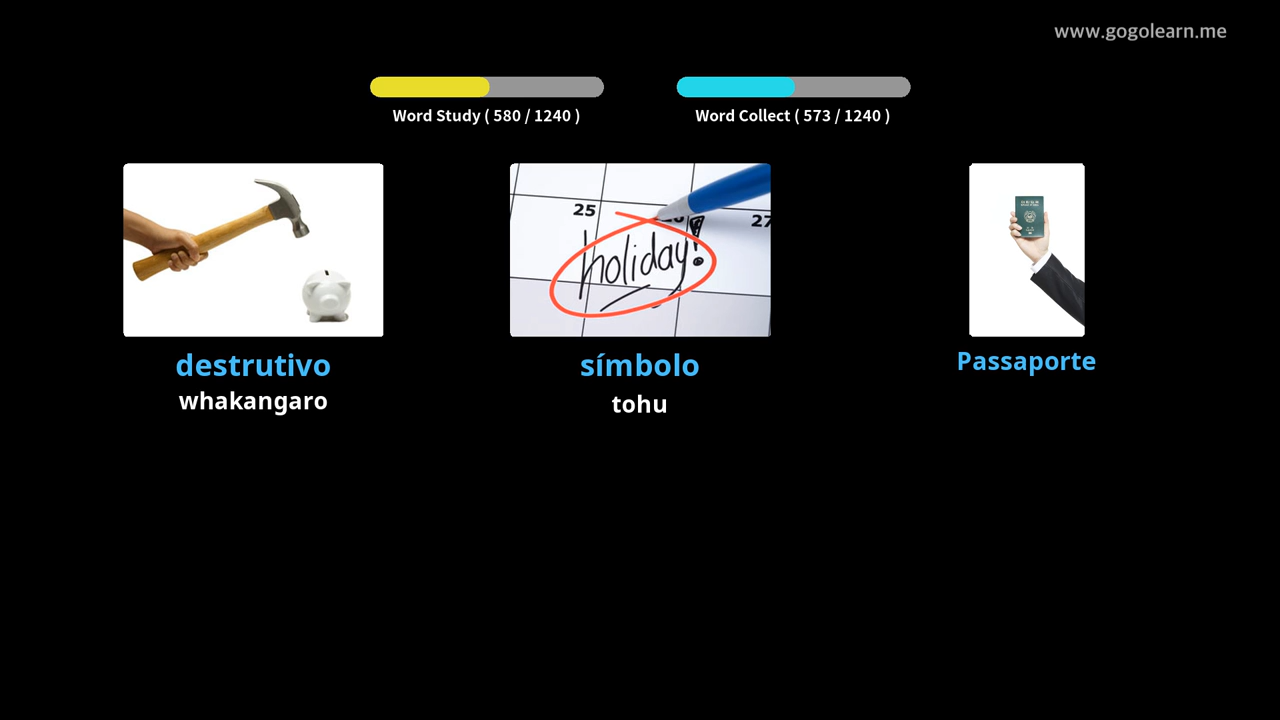 www.gogolearn.me
Word Study ( 580 / 1240 )
Word Collect ( 573 / 1240 )
25
27
holiday!
destrutivo
símbolo
Passaporte
whakangaro
tohu